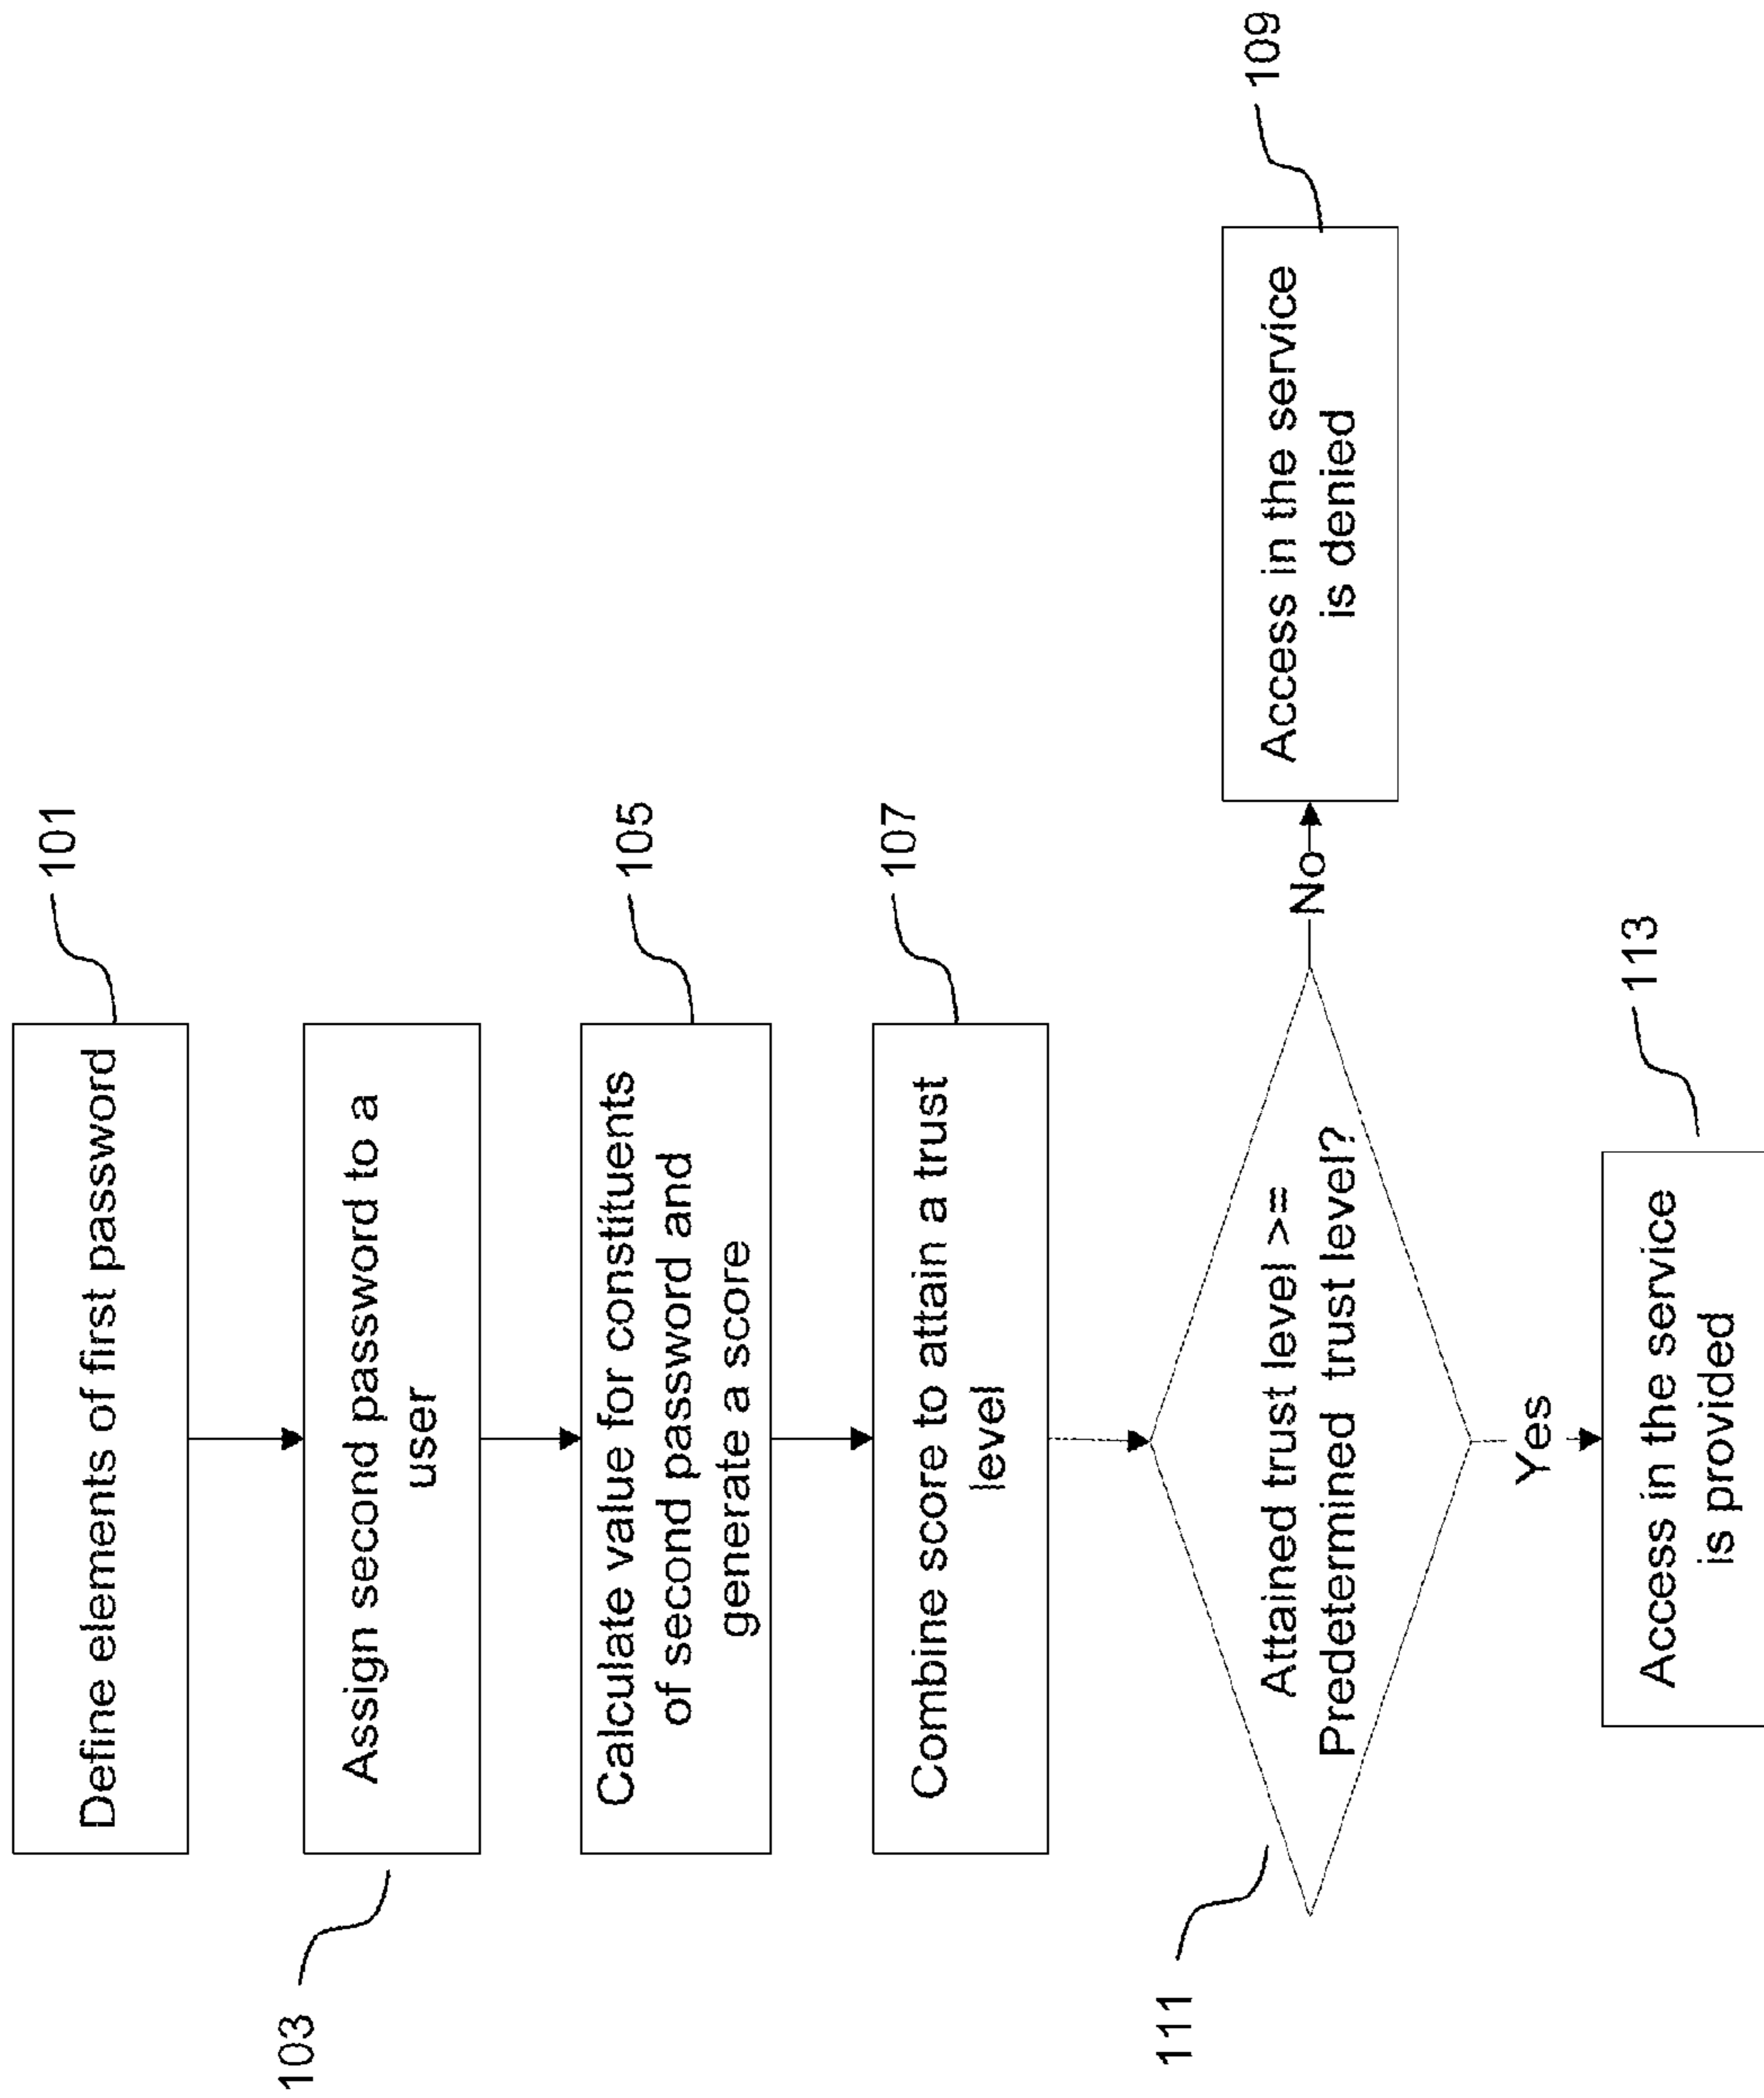 Define elements of first password
101
Assign second password to a
user
103
Calculate value for constituents
of second password and
generate a score
105
Combine score to attain a trust
level
107
Attained trust level >=
Predetermined trust level?
111
No
Access in the service
is denied
109
Yes
Access in the service
is provided
113